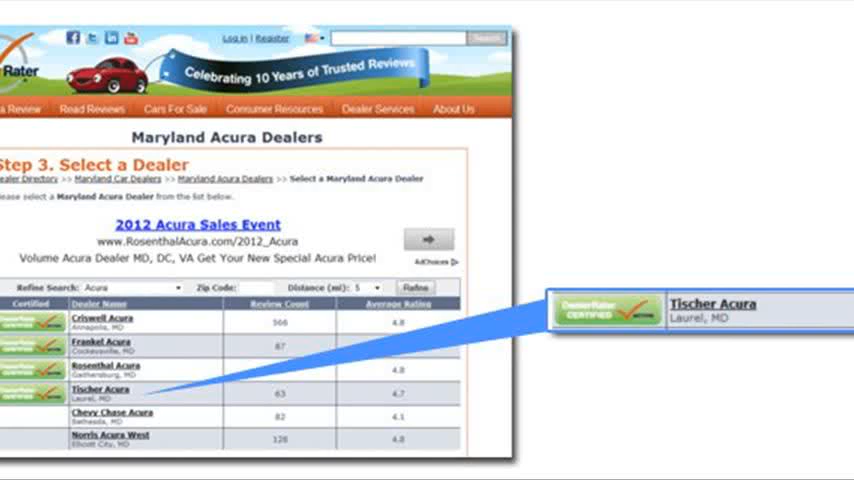 Log in | Register
Search
Rater
Celebrating 10 Years of Trusted Reviews
a Review Read Reviews Cars For Sale Consumer Resources Dealer Services About Us
Maryland Acura Dealers
Step 3. Select a Dealer
ealer Directory >> Maryland Car Dealers >> Maryland Acura Dealers >> Select a Maryland Acura Dealer
lease select a Maryland Acura Dealer from the list below.
2012 Acura Sales Event
www.RosenthalAcura.com/2012_Acura
Volume Acura Dealer MD, DC, VA Get Your New Special Acura Price!
AdChoices
Refine Search: Acura Zip Code: Distance (mi): 5 Refine
Certified Dealer Name Review Count Average Rating
Criswell Acura 566 4.8
Annapolis, MD
Frankel Acura 87
Cockeysville, MD
Rosenthal Acura 4.8
Gaithersburg, MD
Tischer Acura 63 4.7
Laurel, MD
Chevy Chase Acura 82 4.1
Bethesda, MD
Norris Acura West 128 4.8
Ellicott City, MD
DealerRater
CERTIFIED
Tischer Acura
Laurel, MD